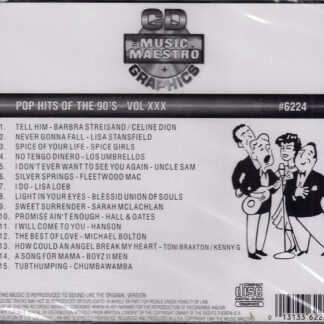 CD
MUSIC
MAESTRO
+
GRAPHICS
POP HITS OF THE 90'S - VOL XXX #6224
1. TELL HIM - BARBRA STREISAND / CELINE DION
2. NEVER GONNA FALL - LISA STANSFIELD
3. SPICE OF YOUR LIFE - SPICE GIRLS
4. NO TENGO DINERO - LOS UMBRELLOS
5. I DON'T EVER WANT TO SEE YOU AGAIN - UNCLE SAM
6. SILVER SPRINGS - FLEETWOOD MAC
7. I DO - LISA LOEB
8. LIGHT IN YOUR EYES - BLESSID UNION OF SOULS
9. SWEET SURRENDER - SARAH MCLACHLAN
10. PROMISE AIN'T ENOUGH - HALL & OATES
11. I WILL COME TO YOU - HANSON
12. THE BEST OF LOVE - MICHAEL BOLTON
13. HOW COULD AN ANGEL BREAK MY HEART - TONI BRAXTON / KENNY G
14. A SONG FOR MAMA - BOYZ II MEN
15. TUBTHUMPING - CHUMBAWAMBA
THIS MUSIC IS REPRODUCED TO SOUND LIKE THE ORIGINAL VERSION.
COMPACT
disc
DIGITAL AUDIO
GRAPHICS
0 13133 622